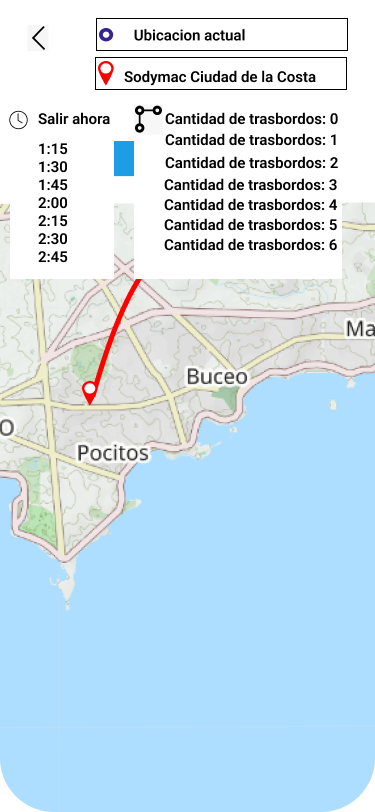 Ubicacion actual
Sodymac Ciudad de la Costa
Salir ahora
1:15
1:30
1:45
2:00
2:15
2:30
2:45
Cantidad de trasbordos: 0
Cantidad de trasbordos: 1
Cantidad de trasbordos: 2
Cantidad de trasbordos: 3
Cantidad de trasbordos: 4
Cantidad de trasbordos: 5
Cantidad de trasbordos: 6
Ma
Buceo
O
Pocitos